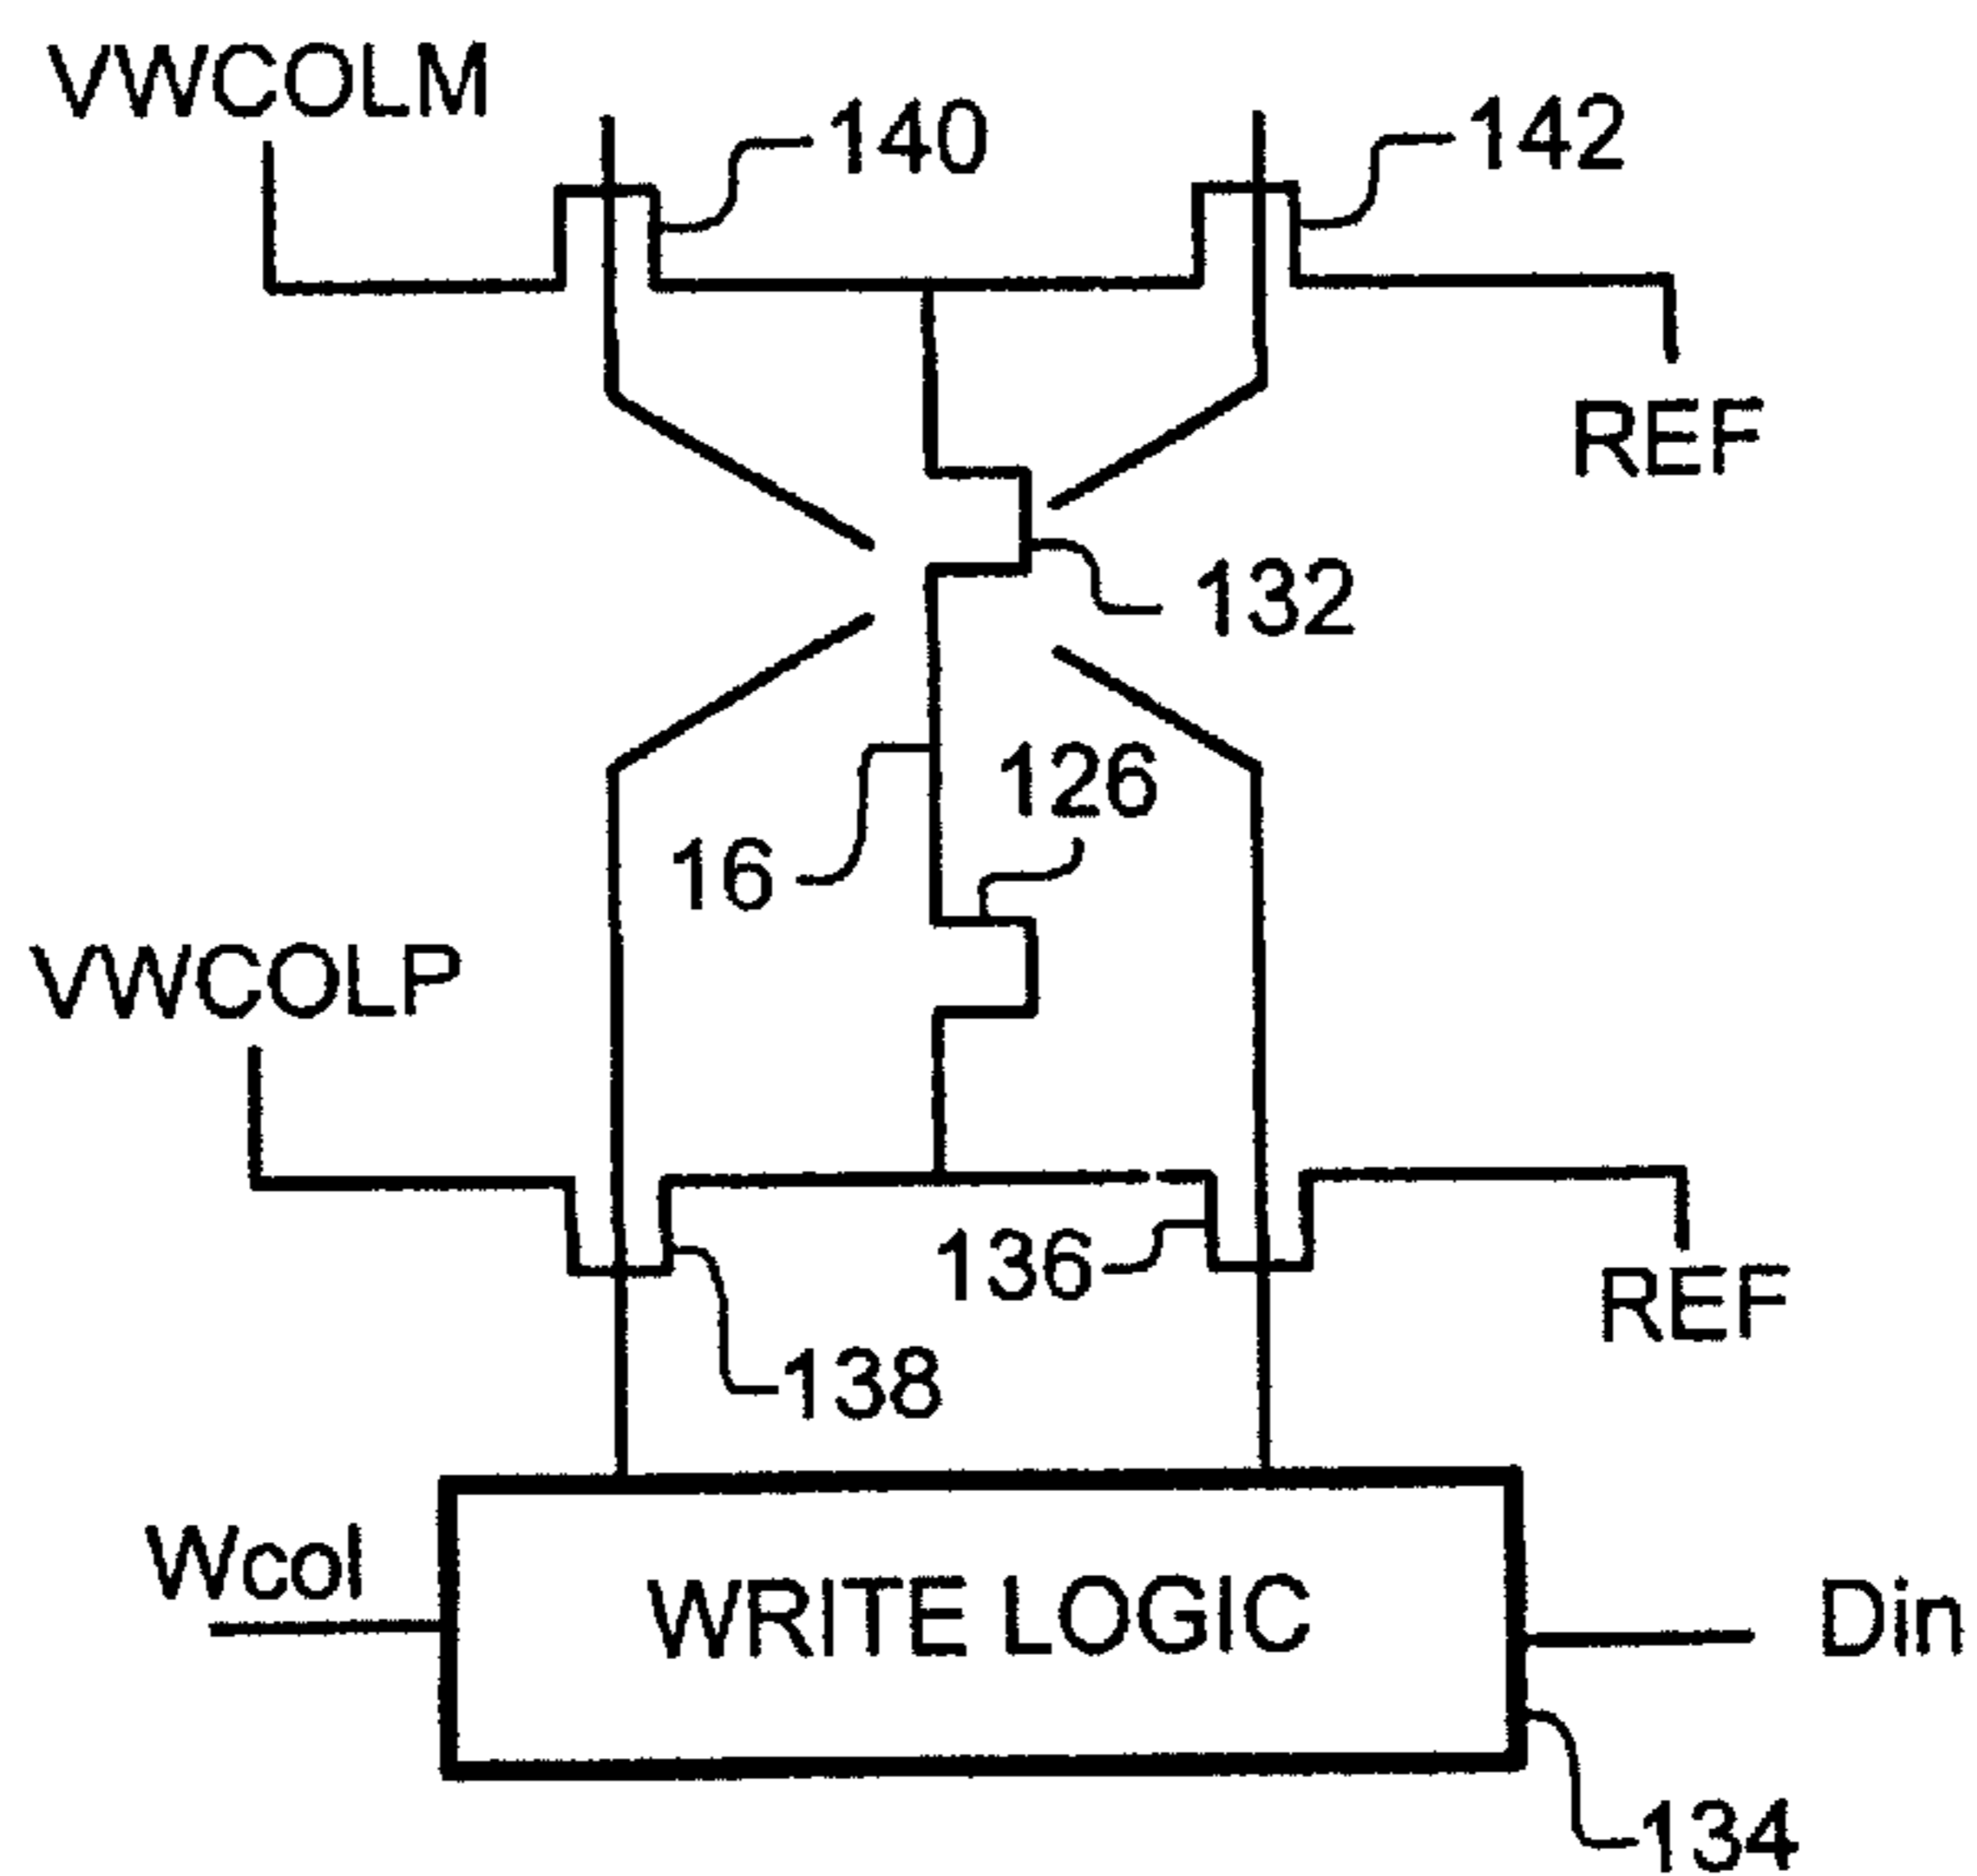 VWCOLM
140
142
REF
132
126
16
VWCOLP
136
REF
138
Wcol
WRITE LOGIC
Din
134